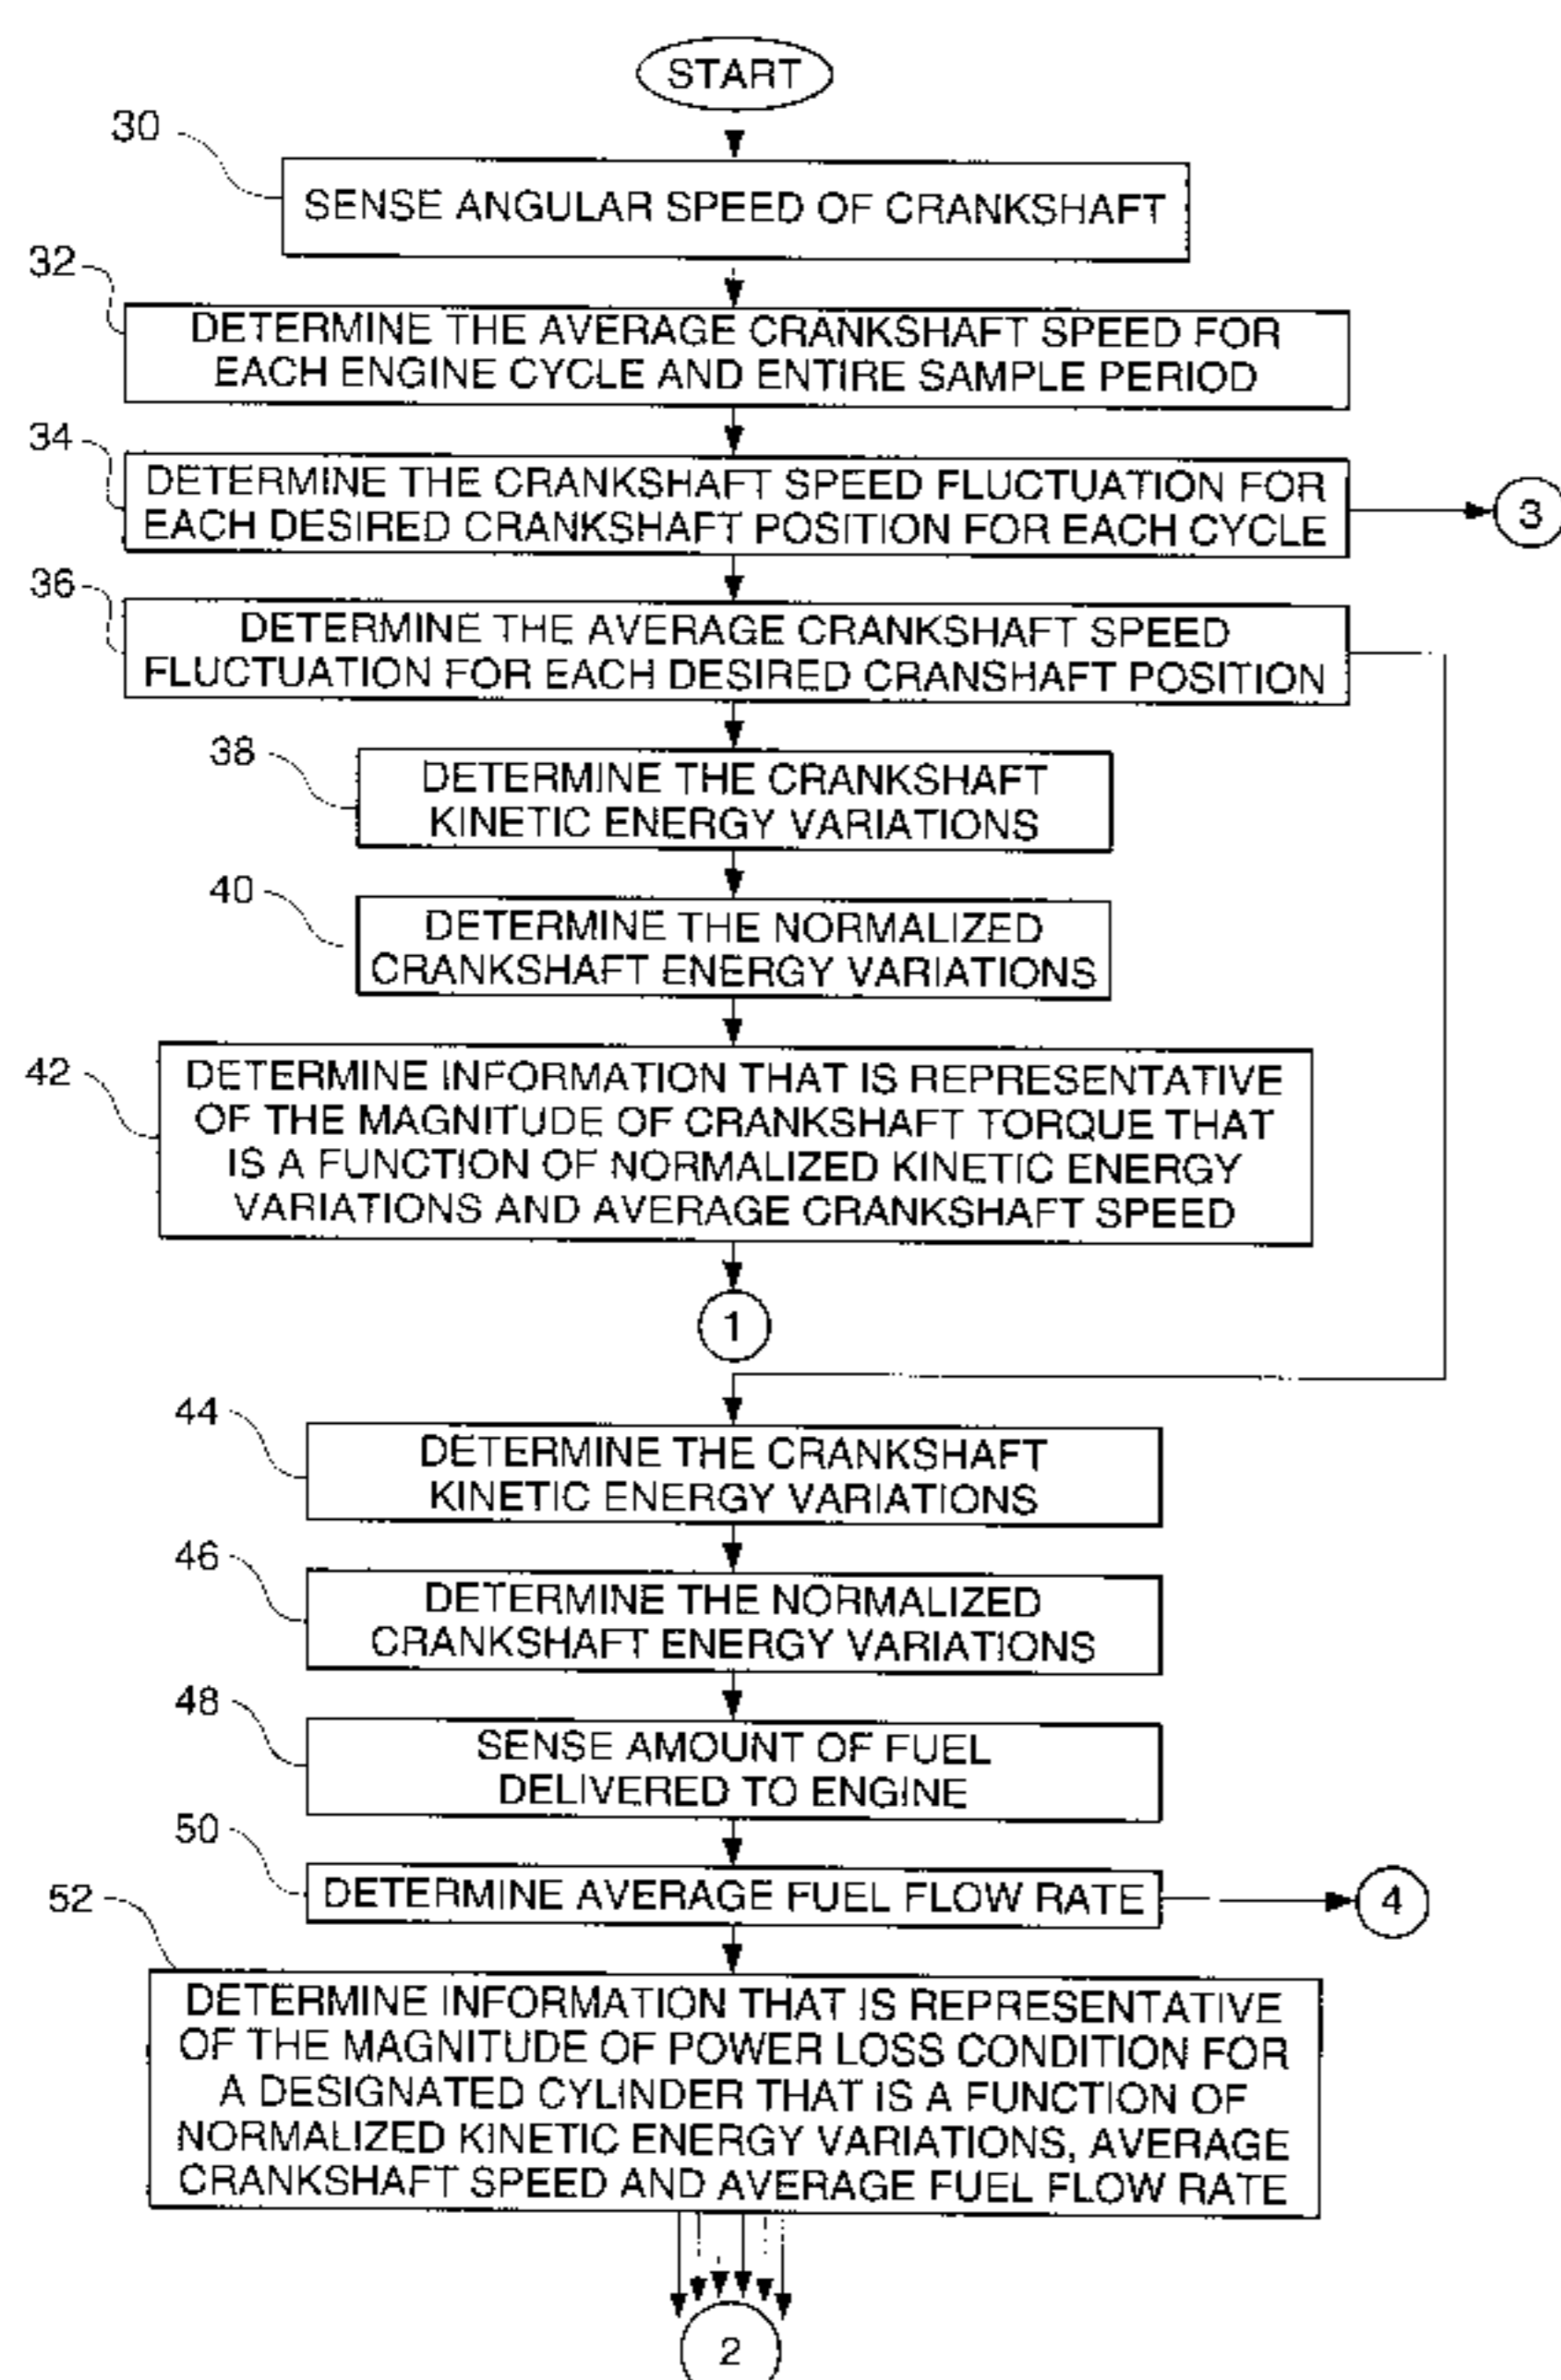 START
30
SENSE ANGULAR SPEED OF CRANKSHAFT
32
DETERMINE THE AVERAGE CRANKSHAFT SPEED FOR
EACH ENGINE CYCLE AND ENTIRE SAMPLE PERIOD
34
DETERMINE THE CRANKSHAFT SPEED FLUCTUATION FOR
EACH DESIRED CRANKSHAFT POSITION FOR EACH CYCLE
3
36
DETERMINE THE AVERAGE CRANKSHAFT SPEED
FLUCTUATION FOR EACH DESIRED CRANSHAFT POSITION
38
DETERMINE THE CRANKSHAFT
KINETIC ENERGY VARIATIONS
40
DETERMINE THE NORMALIZED
CRANKSHAFT ENERGY VARIATIONS
42
DETERMINE INFORMATION THAT IS REPRESENTATIVE
OF THE MAGNITUDE OF CRANKSHAFT TORQUE THAT
IS A FUNCTION OF NORMALIZED KINETIC ENERGY
VARIATIONS AND AVERAGE CRANKSHAFT SPEED
1
44
DETERMINE THE CRANKSHAFT
KINETIC ENERGY VARIATIONS
46
DETERMINE THE NORMALIZED
CRANKSHAFT ENERGY VARIATIONS
48
SENSE AMOUNT OF FUEL
DELIVERED TO ENGINE
50
DETERMINE AVERAGE FUEL FLOW RATE
4
52
DETERMINE INFORMATION THAT IS REPRESENTATIVE
OF THE MAGNITUDE OF POWER LOSS CONDITION FOR
A DESIGNATED CYLINDER THAT IS A FUNCTION OF
NORMALIZED KINETIC ENERGY VARIATIONS, AVERAGE
CRANKSHAFT SPEED AND AVERAGE FUEL FLOW RATE
2